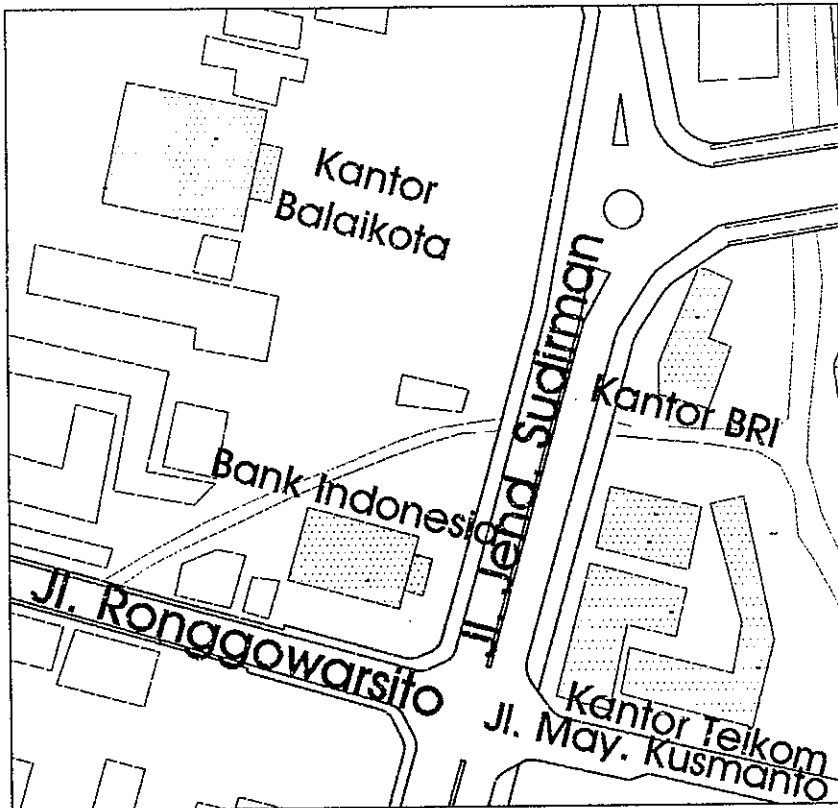 Kantor
Balaikota
Jl. Jend. Sudirman
Kantor BRI
Bank Indonesia
Jl. Ronggowarsito
Kantor Telkom
Jl. May. Kusmanto